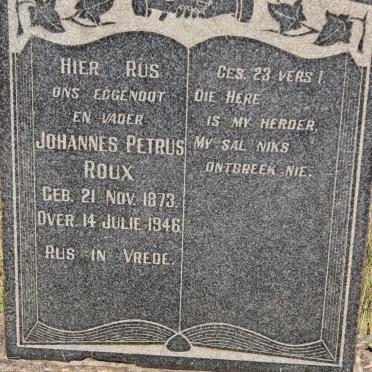 HIER RUS
ONS EGGENOOT
EN VADER
JOHANNES PETRUS
ROUX
GEB. 21 NOV. 1873.
OVER. 14 JULIE 1946
RUS IN VREDE.
GES. 23 VERS 1.
DIE HERE
IS MY HERDER,
MY SAL NIKS
ONTBREEK NIE.